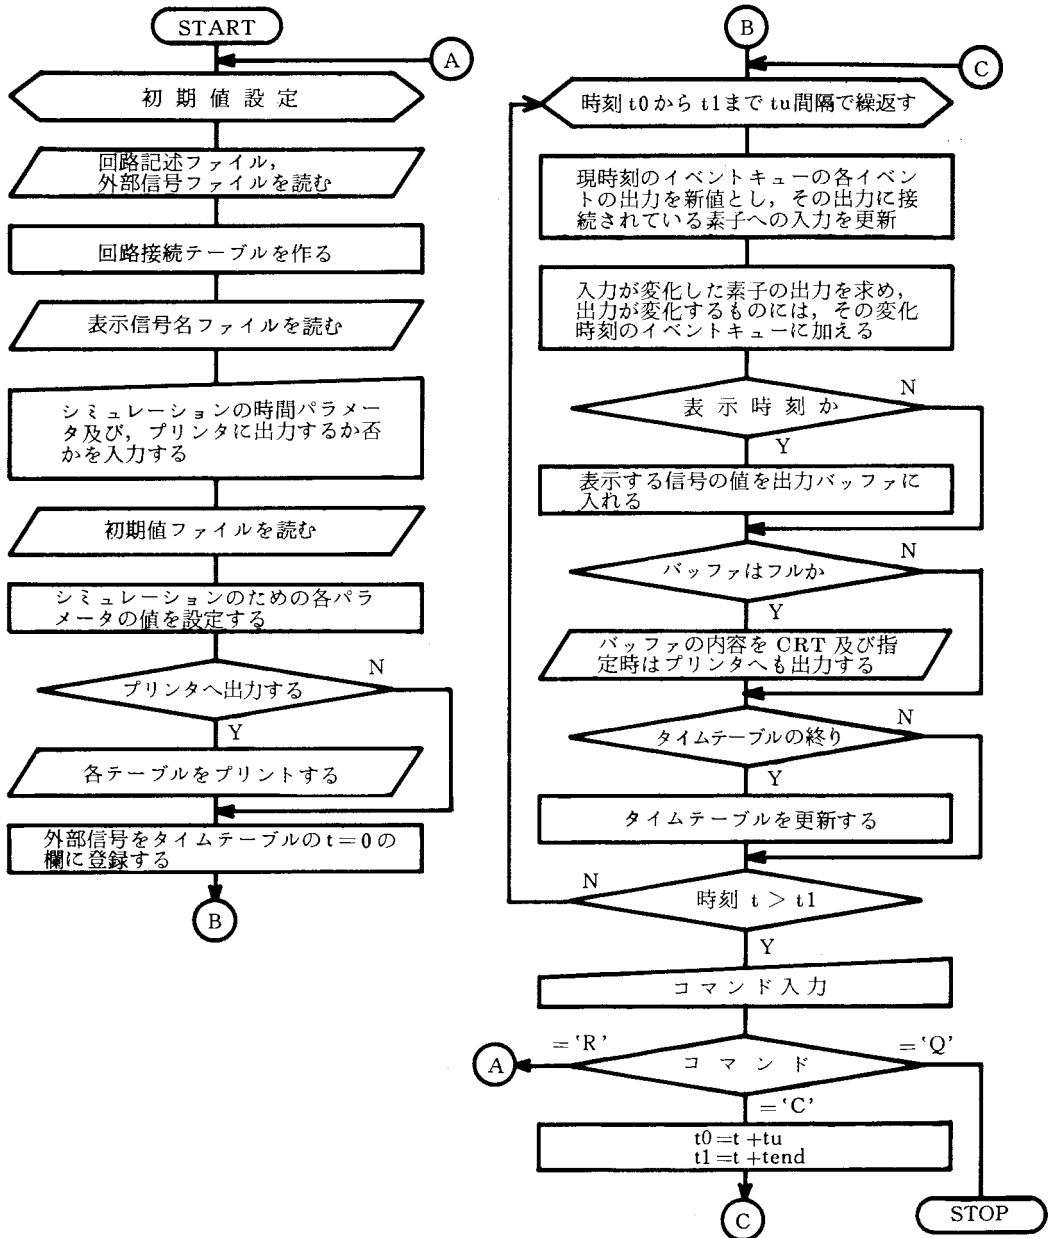 START
A
初期値設定
回路記述ファイル,
外部信号ファイルを読む
回路接続テーブルを作る
表示信号名ファイルを読む
シミュレーションの時間パラメー
タ及び, プリンタに出力するか否
かを入力する
初期値ファイルを読む
シミュレーションのための各パラ
メータの値を設定する
プリンタへ出力する
N
Y
各テーブルをプリントする
外部信号をタイムテーブルのt=0の
欄に登録する
B
B
C
時刻t0からt1までtu間隔で繰返す
現時刻のイベントキューの各イベン
トの出力を新値とし, その出力に接
続されている素子への入力を更新
入力が変化した素子の出力を求め,
出力が変化するものには, その変化
時刻のイベントキューに加える
表示時刻か
N
Y
表示する信号の値を出力バッファに
入れる
バッファはフルか
N
Y
バッファの内容を CRT 及び指
定時はプリンタへも出力する
タイムテーブルの終り
N
Y
タイムテーブルを更新する
時刻 t > t1
N
Y
コマンド入力
コマンド
='R'
A
='Q'
='C'
t0=t+tu
t1=t+tend
C
STOP